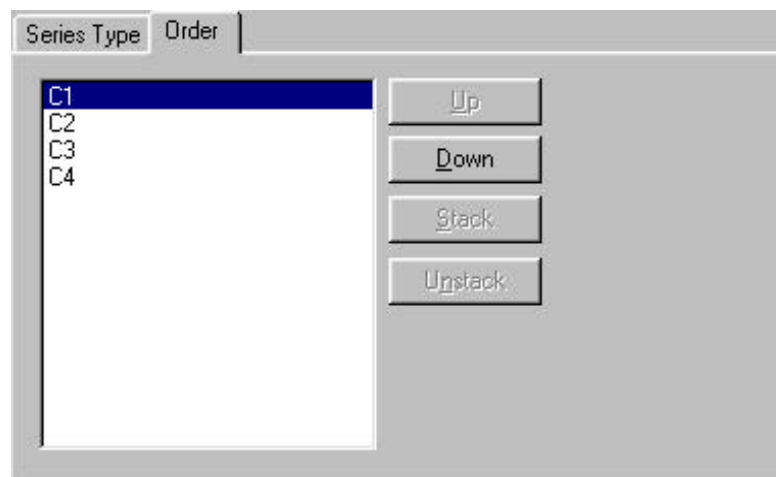 Series Type Order
C1
C2
C3
C4
Up
Down
Stack
Unstack